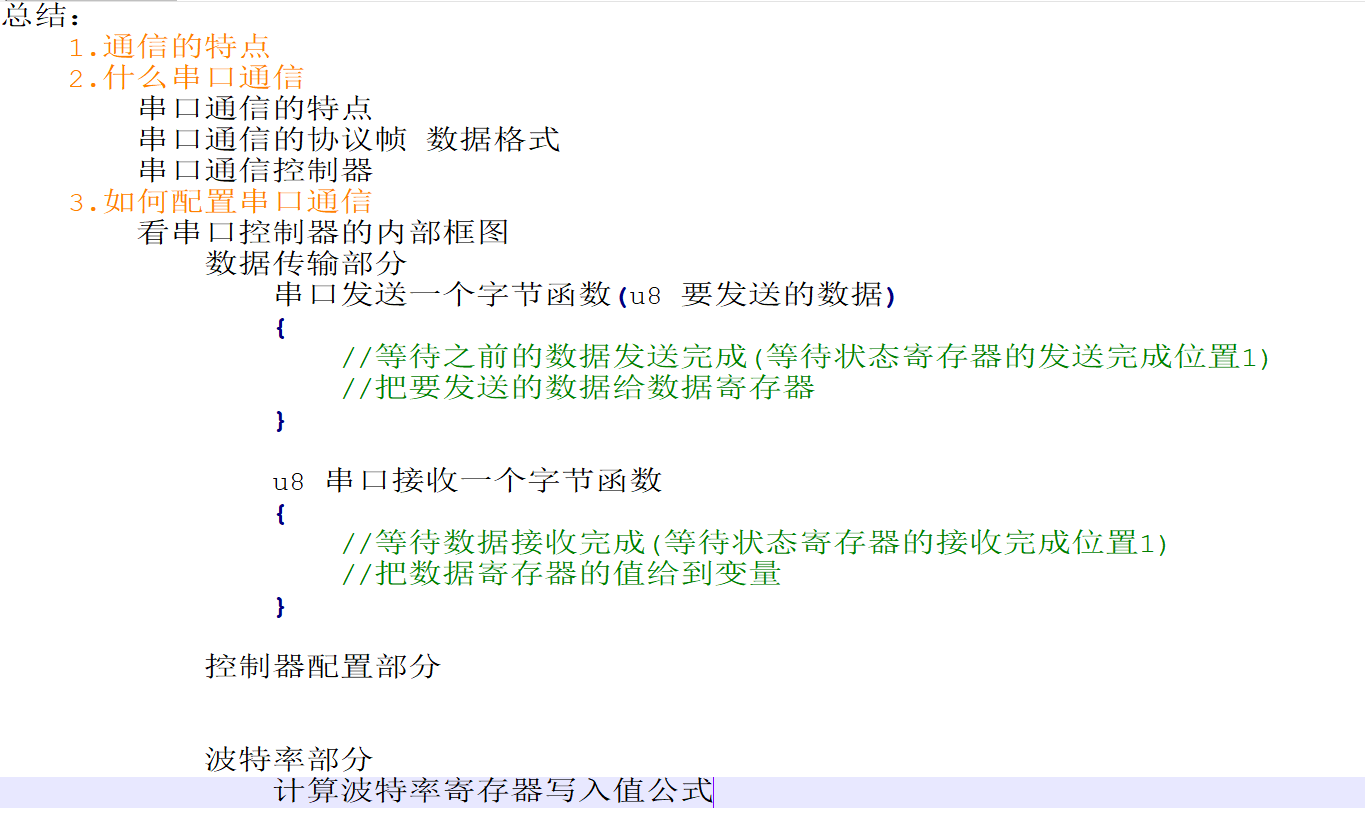 总结：
1.通信的特点
2.什么串口通信
串口通信的特点
串口通信的协议帧 数据格式
串口通信控制器
3.如何配置串口通信
看串口控制器的内部框图
数据传输部分
串口发送一个字节函数(u8 要发送的数据)
{
//等待之前的数据发送完成(等待状态寄存器的发送完成位置1)
//把要发送的数据给数据寄存器
}
u8 串口接收一个字节函数
{
//等待数据接收完成(等待状态寄存器的接收完成位置1)
//把数据寄存器的值给到变量
}
控制器配置部分
波特率部分
计算波特率寄存器写入值公式